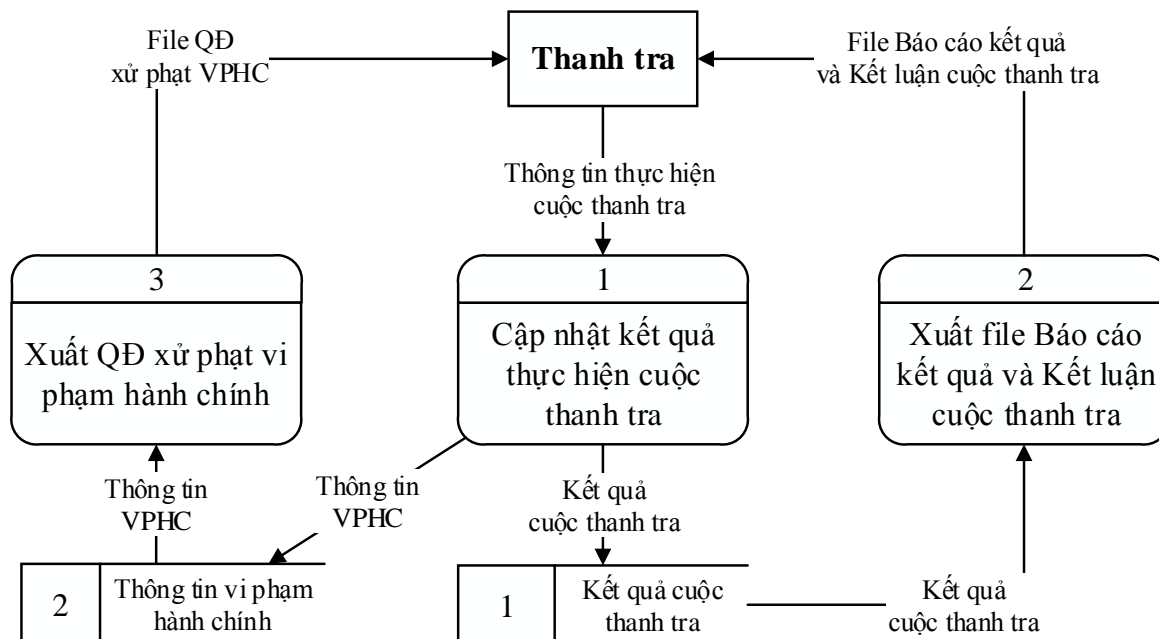 File QĐ
xử phạt VPHC
Thanh tra
File Báo cáo kết quả
và Kết luận cuộc thanh tra
Thông tin thực hiện
cuộc thanh tra
3
Xuất QĐ xử phạt vi
phạm hành chính
1
Cập nhật kết quả
thực hiện cuộc
thanh tra
2
Xuất file Báo cáo
kết quả và Kết luận
cuộc thanh tra
Thông tin
VPHC
Thông tin
VPHC
Kết quả
cuộc thanh tra
2
Thông tin vi phạm
hành chính
1
Kết quả cuộc
thanh tra
Kết quả
cuộc thanh tra